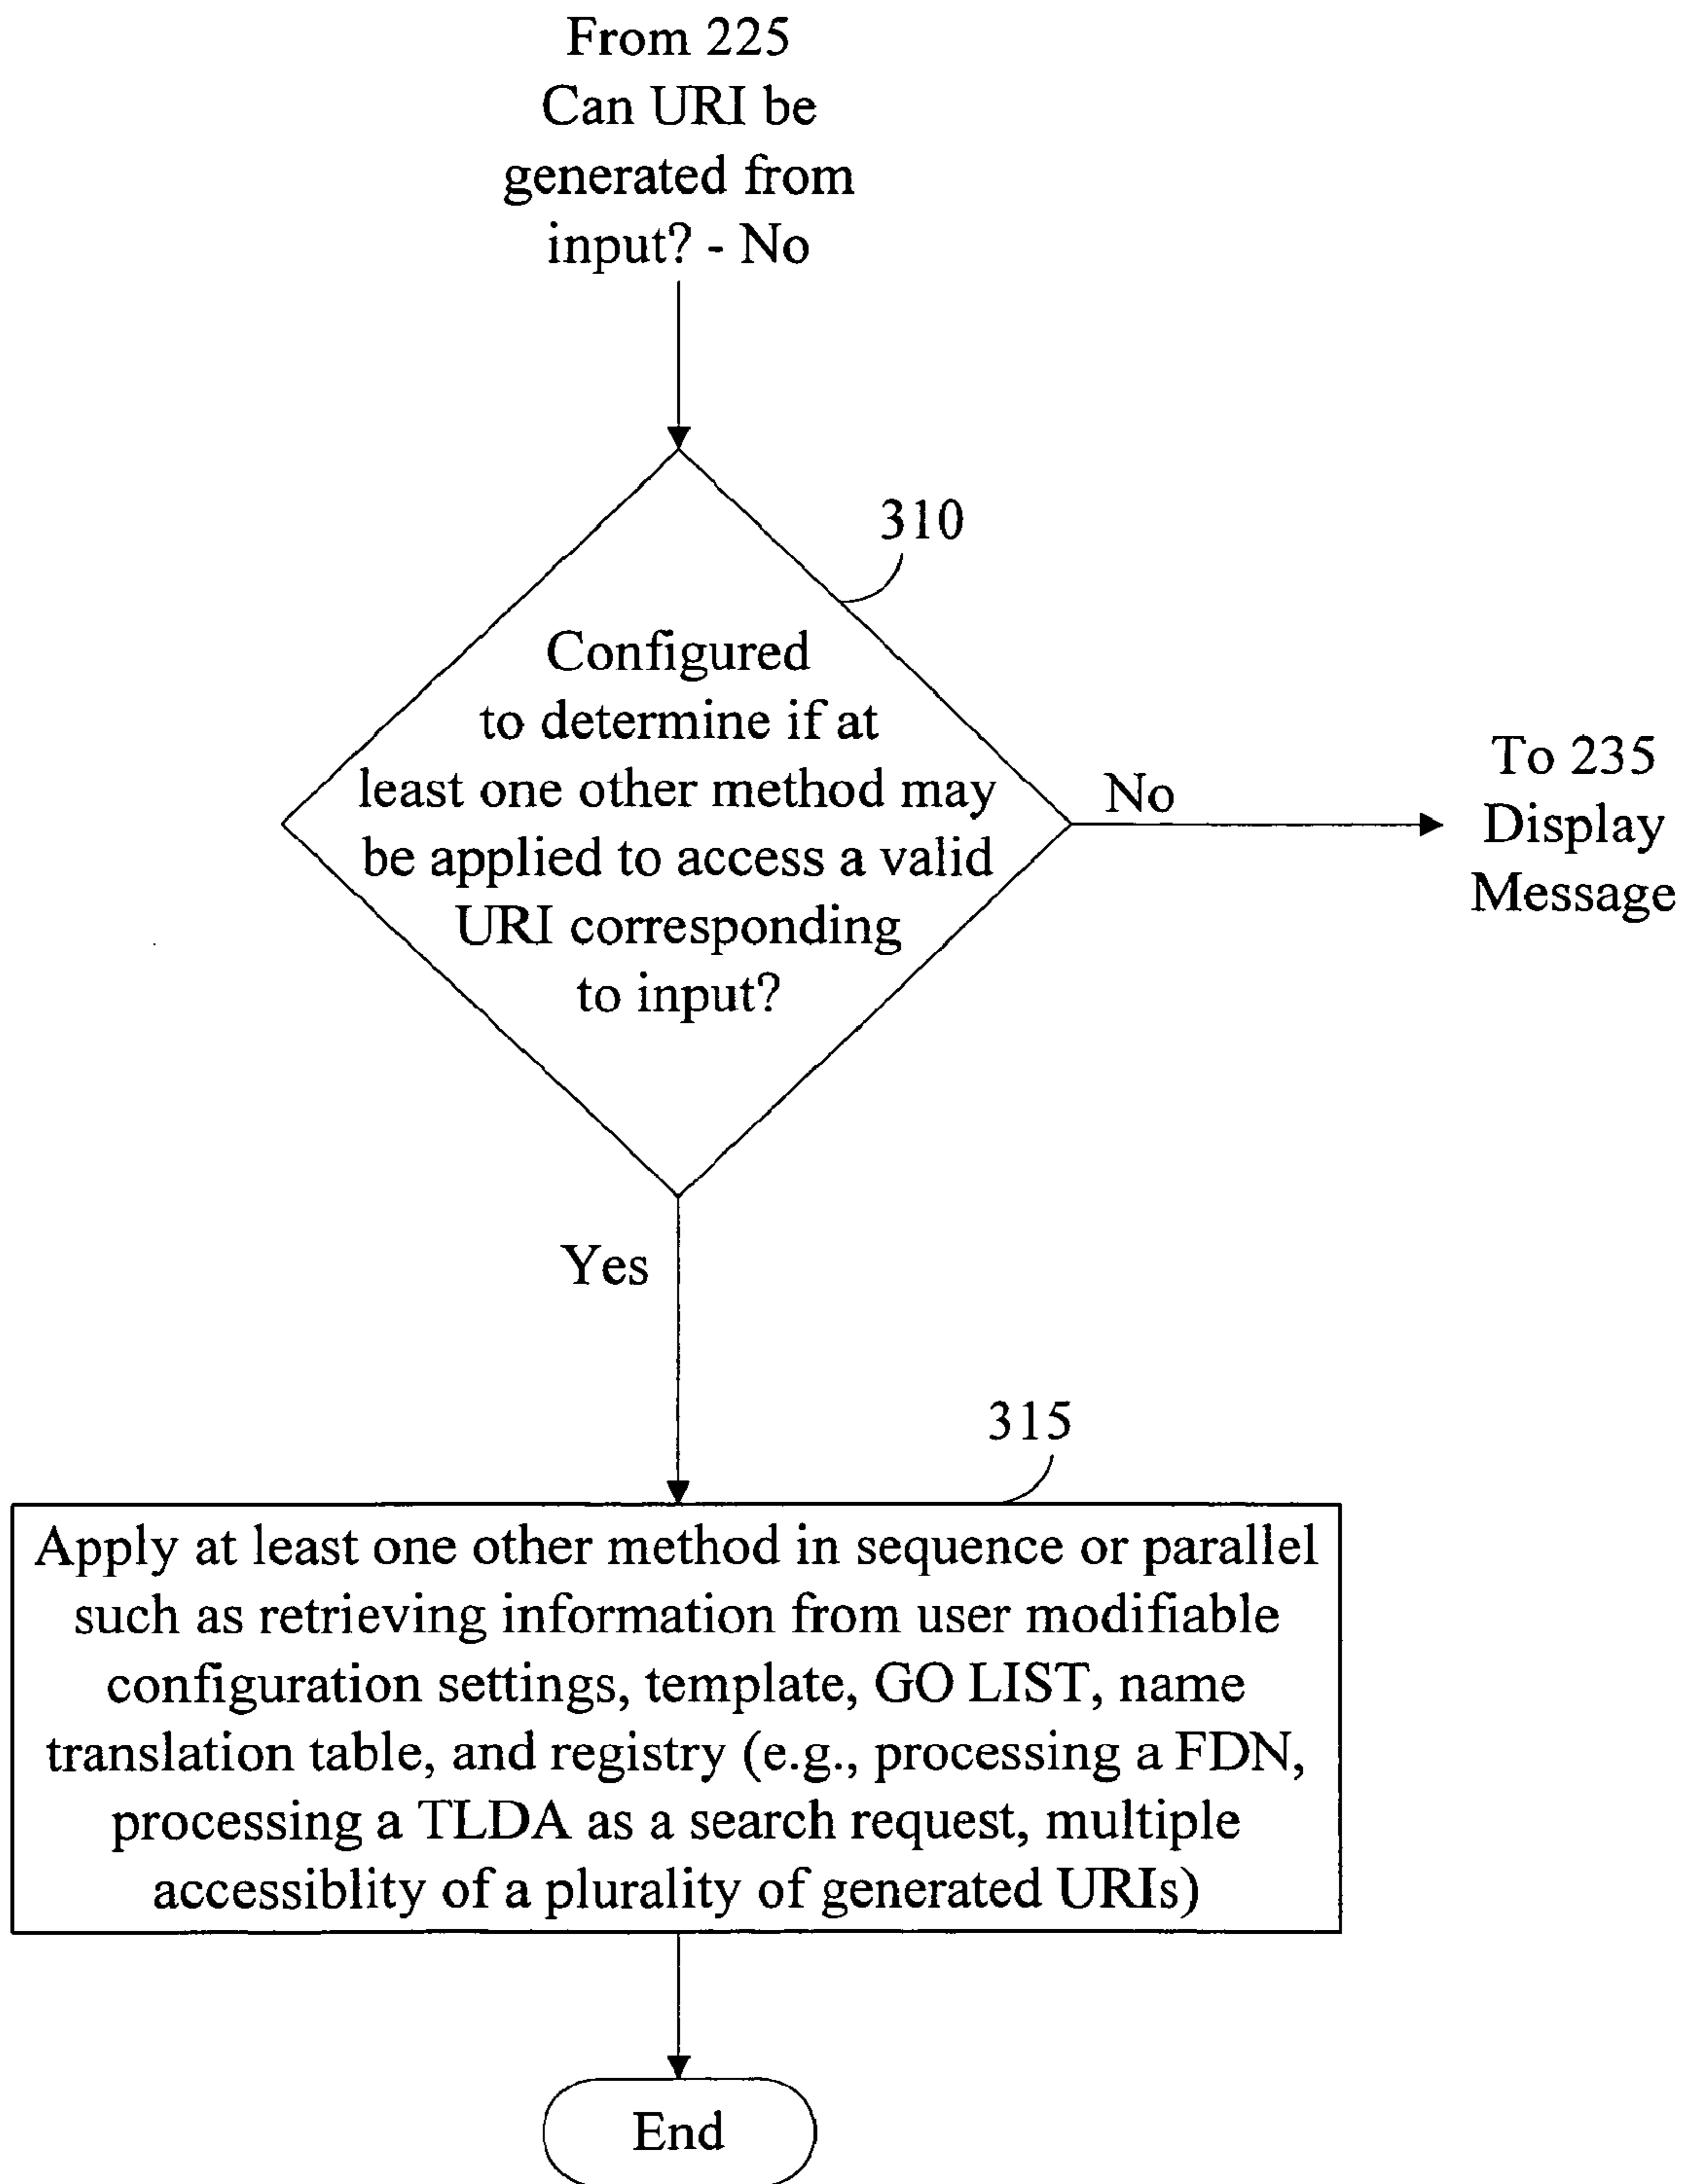 From 225
Can URI be
generated from
input? - No
310
Configured
to determine if at
least one other method may
be applied to access a valid
URI corresponding
to input?
No
To 235
Display
Message
Yes
315
Apply at least one other method in sequence or parallel
such as retrieving information from user modifiable
configuration settings, template, GO LIST, name
translation table, and registry (e.g., processing a FDN,
processing a TLDA as a search request, multiple
accessiblity of a plurality of generated URIs)
End